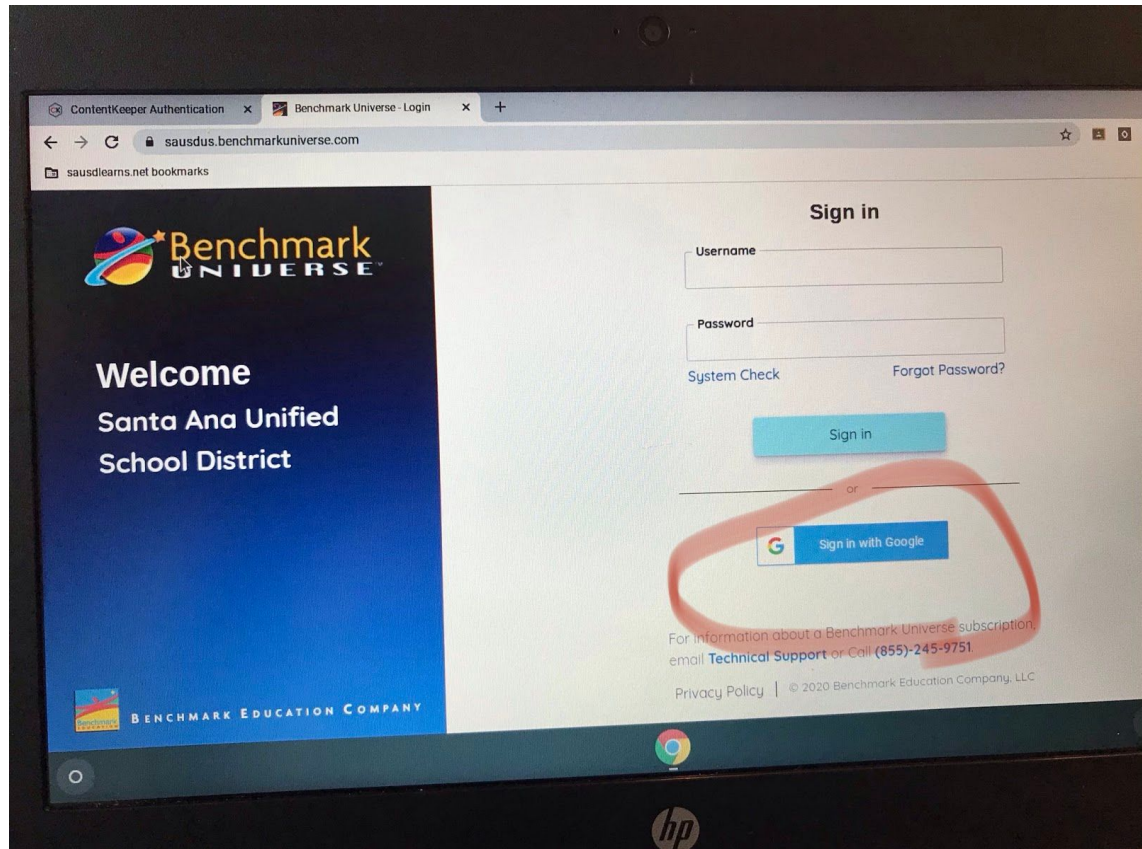 ContentKeeper Authentication
Benchmark Universe - Login
sausdus.benchmarkuniverse.com
sausdlearns.net bookmarks
Benchmark
UNIVERSE™
Welcome
Santa Ana Unified
School District
Benchmark
EDUCATION
BENCHMARK EDUCATION COMPANY
Sign in
Username
Password
System Check Forgot Password?
Sign in
or
G Sign in with Google
For information about a Benchmark Universe subscription,
email Technical Support or Call (855)-245-9751.
Privacy Policy | © 2020 Benchmark Education Company, LLC
hp